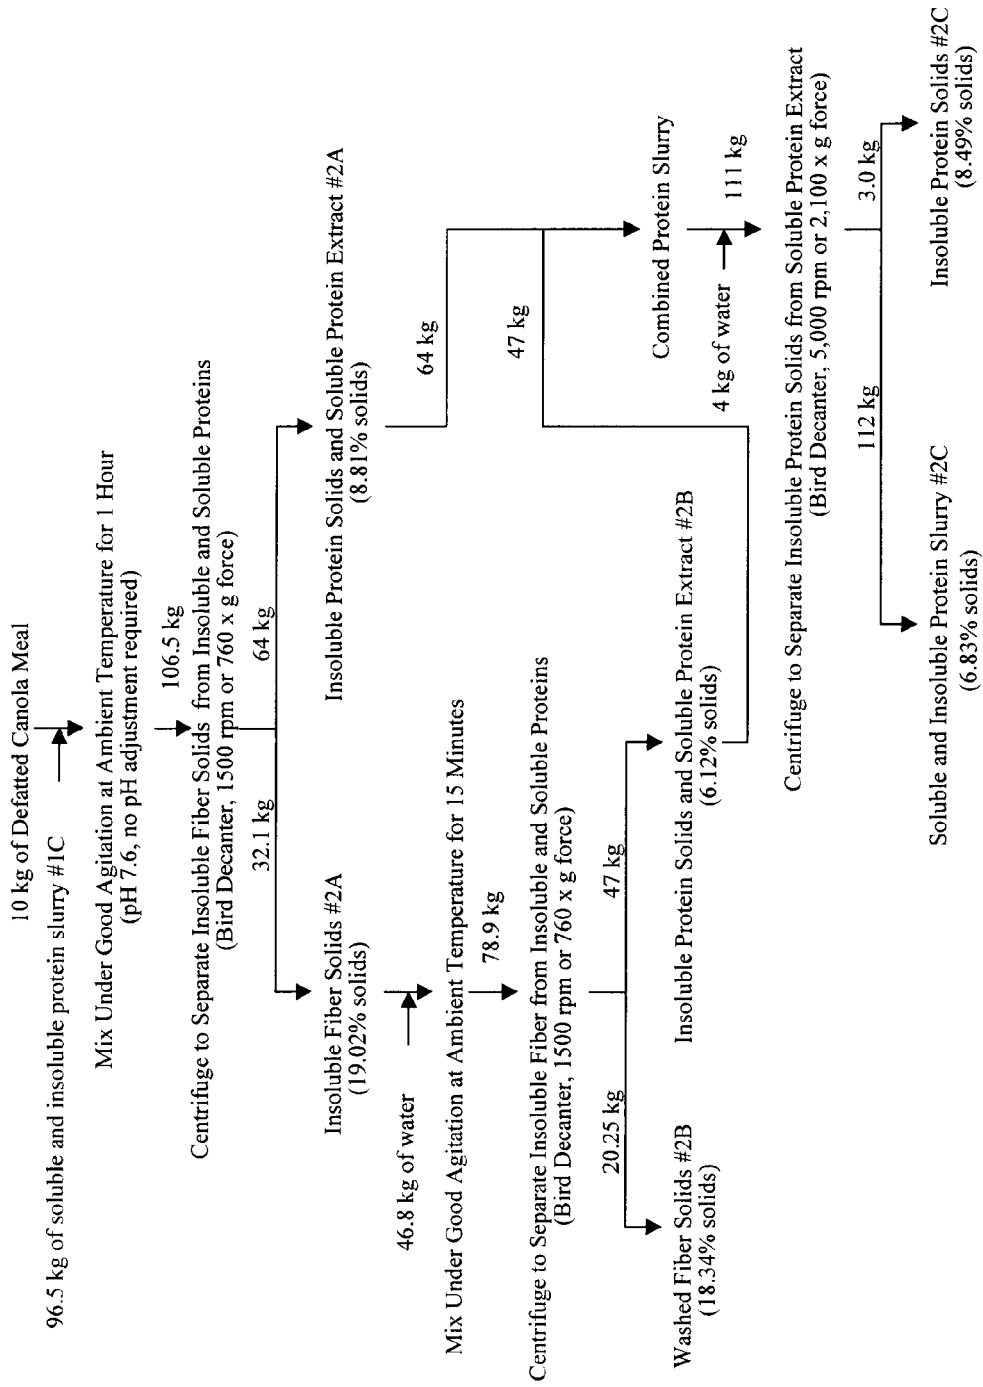 10 kg of Defatted Canola Meal
96.5 kg of soluble and insoluble protein slurry #1C
Mix Under Good Agitation at Ambient Temperature for 1 Hour
(pH 7.6, no pH adjustment required)
106.5 kg
Centrifuge to Separate Insoluble Fiber Solids from Insoluble and Soluble Proteins
(Bird Decanter, 1500 rpm or 760 x g force)
32.1 kg
64 kg
Insoluble Fiber Solids #2A
(19.02% solids)
Insoluble Protein Solids and Soluble Protein Extract #2A
(8.81% solids)
46.8 kg of water
64 kg
Mix Under Good Agitation at Ambient Temperature for 15 Minutes
78.9 kg
47 kg
Centrifuge to Separate Insoluble Fiber from Insoluble and Soluble Proteins
(Bird Decanter, 1500 rpm or 760 x g force)
20.25 kg
47 kg
Washed Fiber Solids #2B
(18.34% solids)
Insoluble Protein Solids and Soluble Protein Extract #2B
(6.12% solids)
Combined Protein Slurry
4 kg of water
111 kg
Centrifuge to Separate Insoluble Protein Solids from Soluble Protein Extract
(Bird Decanter, 5,000 rpm or 2,100 x g force)
112 kg
3.0 kg
Soluble and Insoluble Protein Slurry #2C
(6.83% solids)
Insoluble Protein Solids #2C
(8.49% solids)